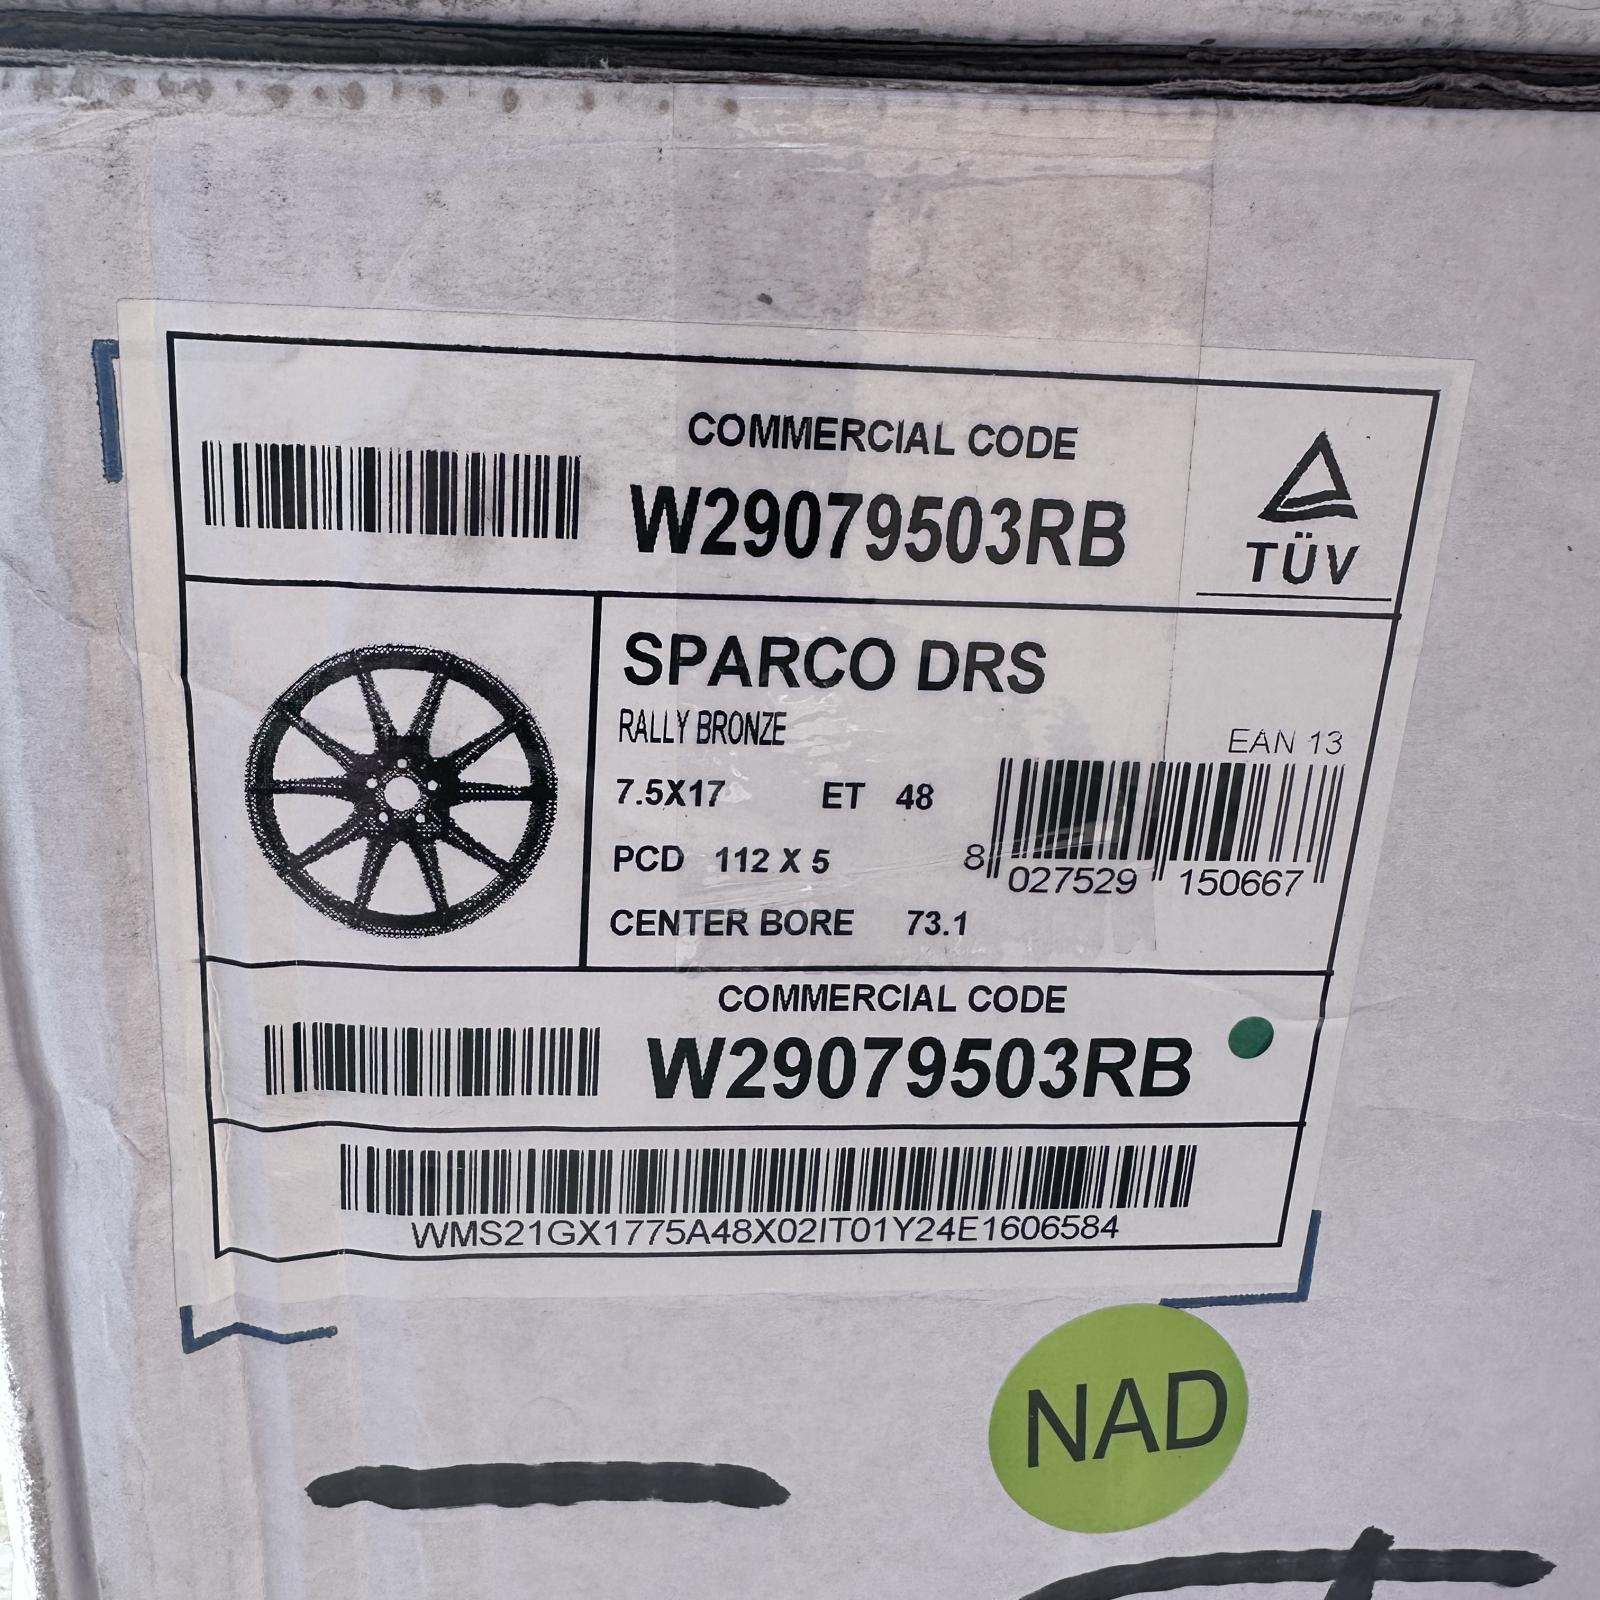 COMMERCIAL CODE
W29079503RB
TÜV
SPARCO DRS
RALLY BRONZE
EAN 13
7.5X17 ET 48
PCD 112 X 5
8 027529 150667
CENTER BORE 73.1
COMMERCIAL CODE
W29079503RB
WMS21GX1775A48X02IT01Y24E1606584
NAD